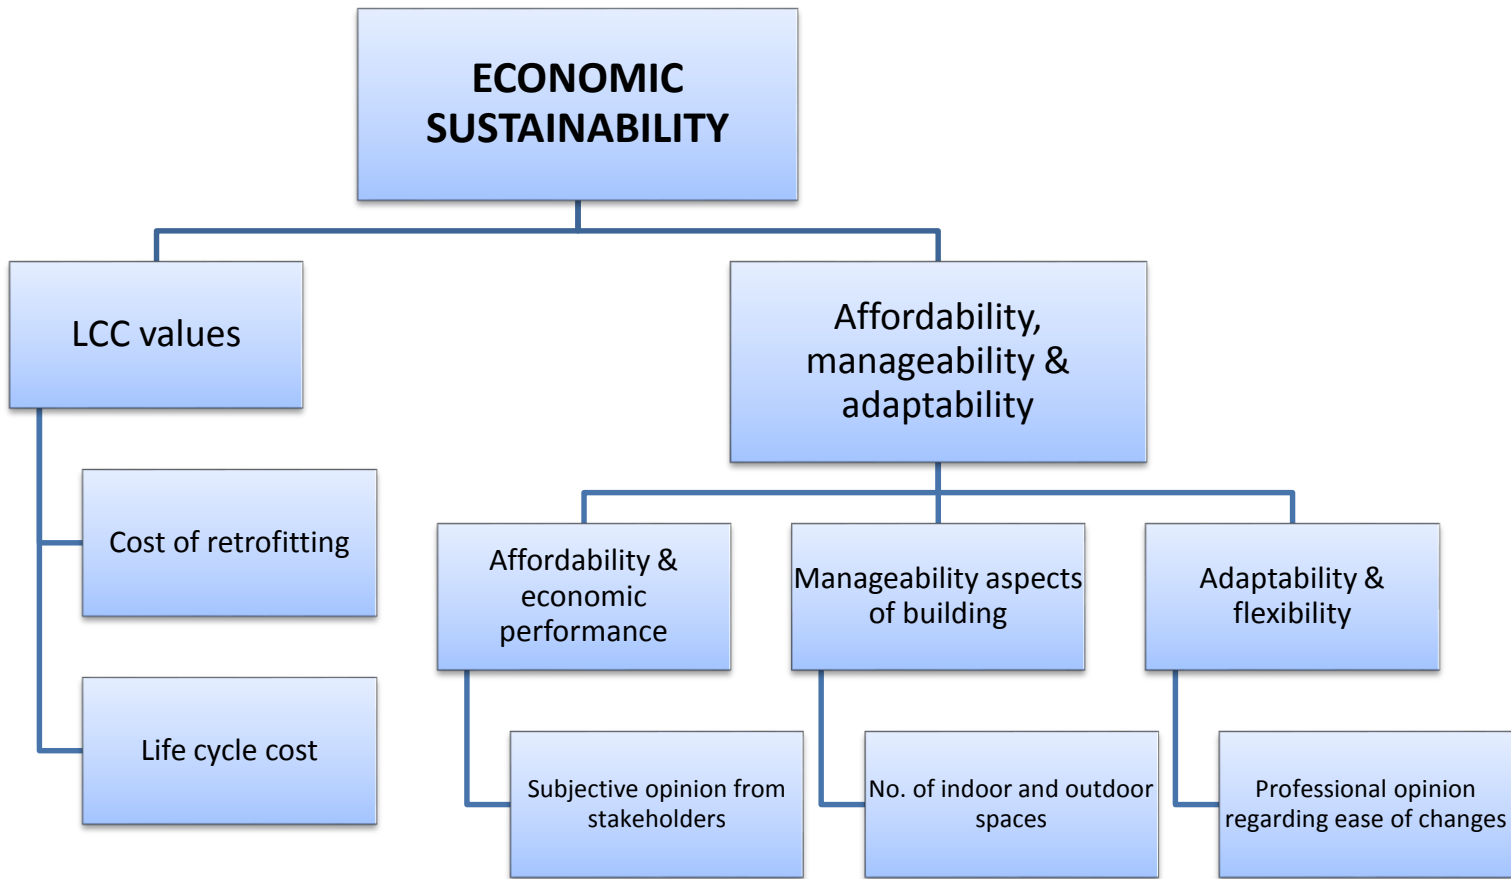 ECONOMIC
SUSTAINABILITY
LCC values
Affordability,
manageability &
adaptability
Cost of retrofitting
Life cycle cost
Affordability &
economic
performance
Manageability aspects
of building
Adaptability &
flexibility
Subjective opinion from
stakeholders
No. of indoor and outdoor
spaces
Professional opinion
regarding ease of changes